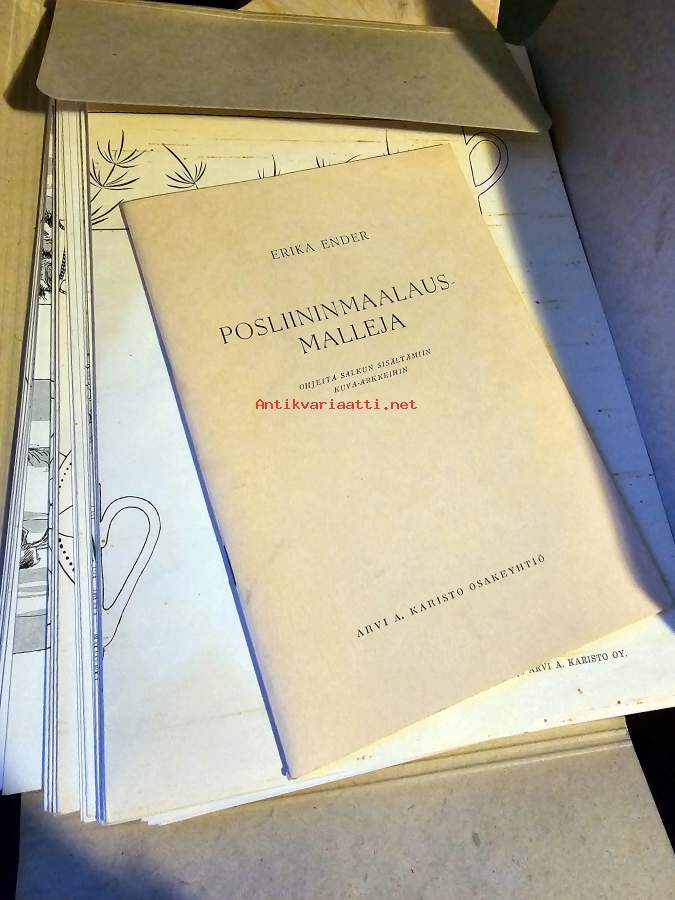 ERIKA ENDER
POSLIININMAALAUS-
MALLEJA
OHJEITA SALKUN SISÄLTÄMIIN
KUVA-ARKKEIHIN
Antikvariaatti.net
ARVI A. KARISTO OSAKEYHTIÖ
ARVI A. KARISTO OY.